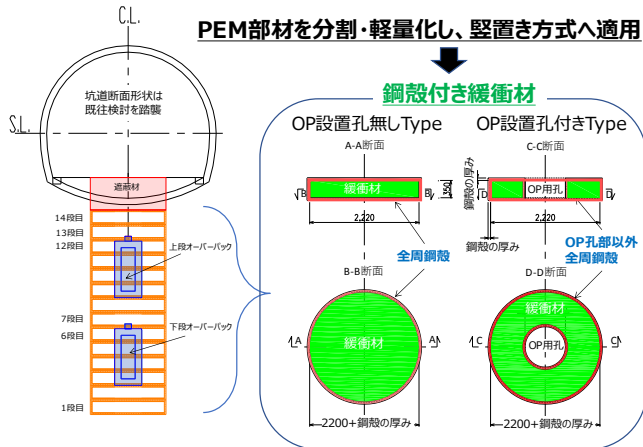 PEM部材を分割・軽量化し、竪置き方式へ適用
C.L.
坑道断面形状は
既往検討を踏襲
S.L.
遮蔽材
14段目
13段目
12段目
上段オーバーパック
7段目
6段目
下段オーバーパック
1段目
鋼殻付き緩衝材
OP設置孔無しType
A-A断面
緩衝材
B
B
350
2,220
全周鋼殻
B-B断面
緩衝材
A
A
2200+鋼殻の厚み
OP設置孔付きType
C-C断面
鋼殻の厚み
OP用孔
D
D
2,220
鋼殻の厚み
OP孔部以外
全周鋼殻
D-D断面
緩衝材
OP用孔
C
C
2200+鋼殻の厚み